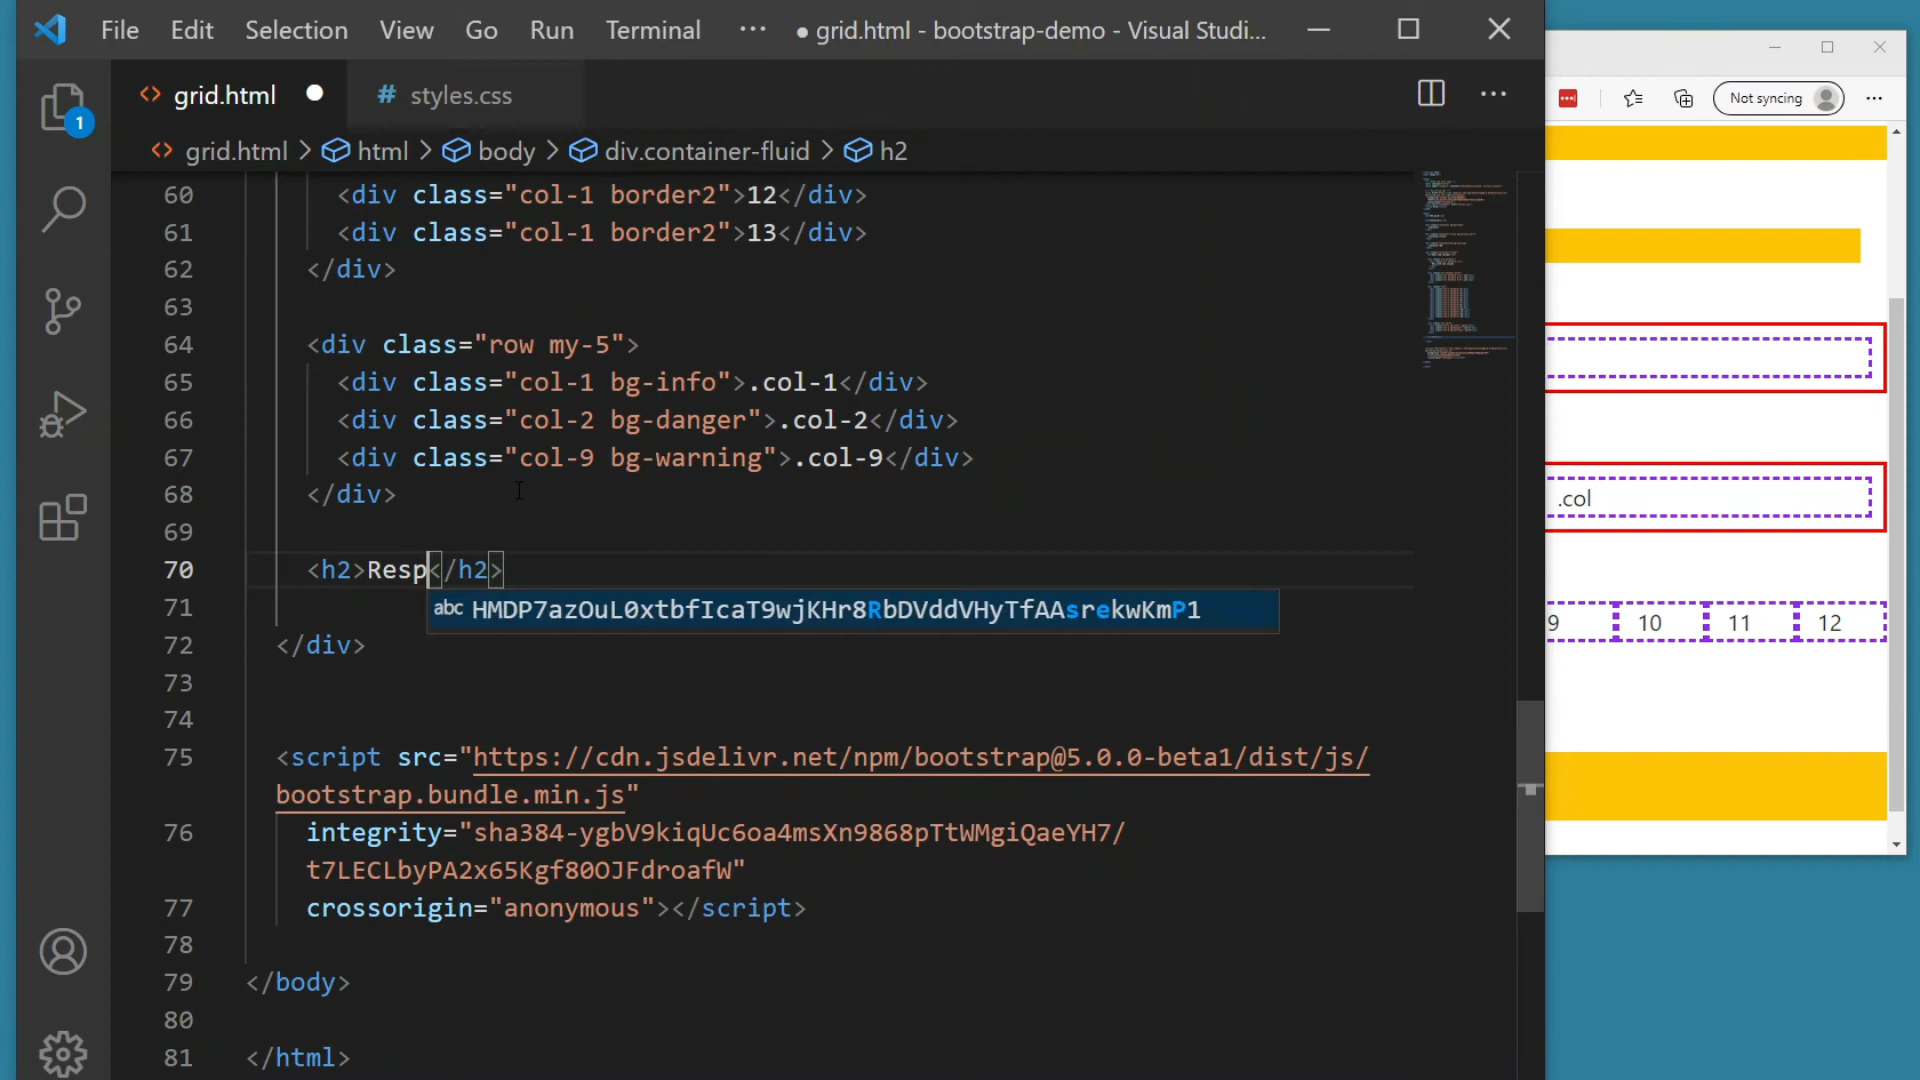 File Edit Selection View Go Run Terminal ··· ● grid.html - bootstrap-demo - Visual Studi...
<> grid.html ● # styles.css ···
1
<> grid.html > html > body > div.container-fluid > h2
60 <div class="col-1 border2">12</div>
61 <div class="col-1 border2">13</div>
62 </div>
63
64 <div class="row my-5">
65 <div class="col-1 bg-info">.col-1</div>
66 <div class="col-2 bg-danger">.col-2</div>
67 <div class="col-9 bg-warning">.col-9</div>
68 </div>
69
70 <h2>Resp</h2>
71 abc HMDP7azOuL0xtbfIcaT9wjKHr8RbDVddVHyTfAAsrekwKmP1
72 </div>
73
74
75 <script src="https://cdn.jsdelivr.net/npm/bootstrap@5.0.0-beta1/dist/js/
bootstrap.bundle.min.js"
76 integrity="sha384-ygbV9kiqUc6oa4msXn9868pTtWMgiQaeYH7/
t7LECLbyPA2x65Kgf80OJFdroafW"
77 crossorigin="anonymous"></script>
78
79 </body>
80
81 </html>
Not syncing ···
.col
9 10 11 12